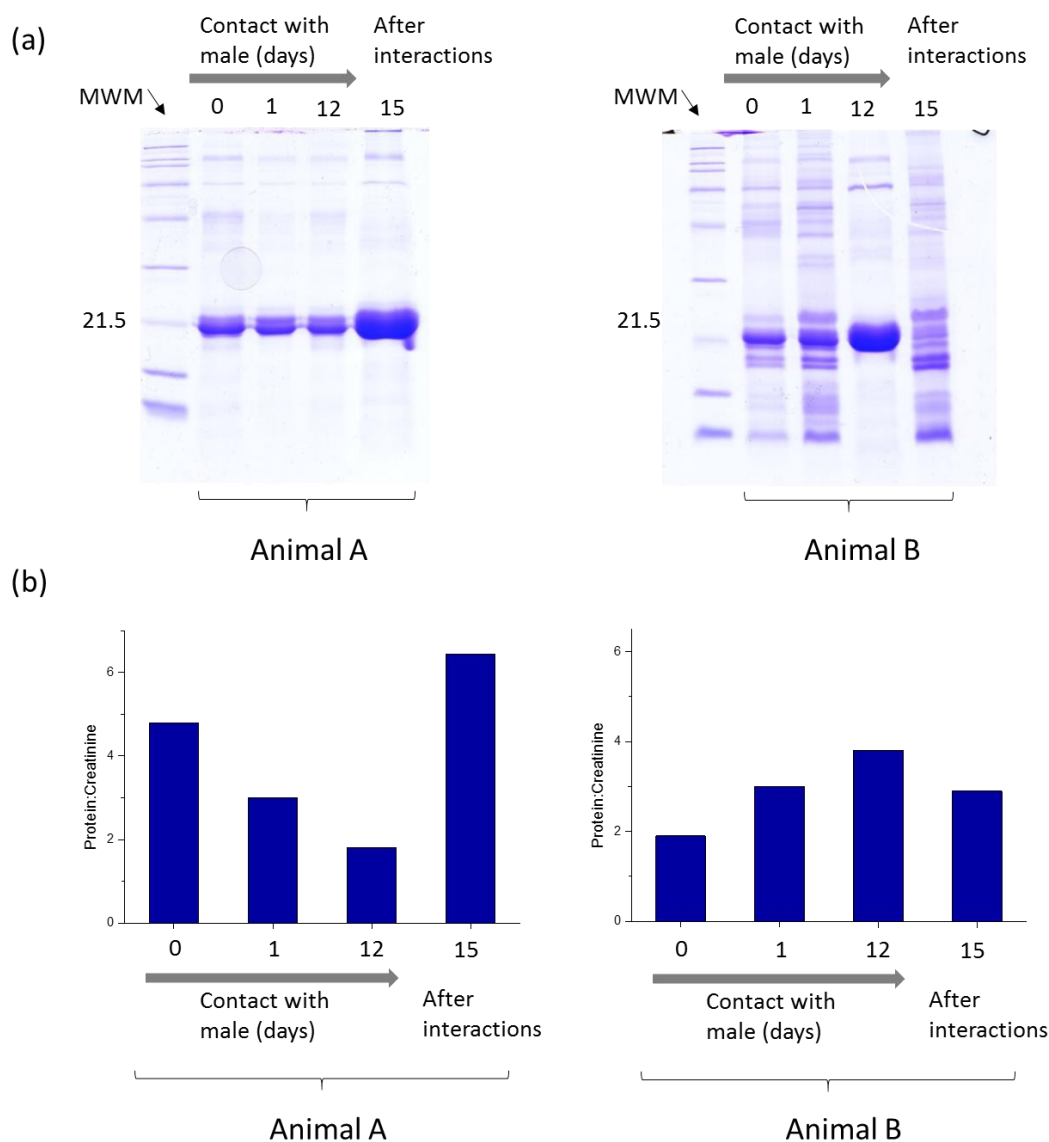 (a)
Contact with
male (days)
After
interactions
MWM
0 1 12 15
21.5
Animal A
Contact with
male (days)
After
interactions
MWM
0 1 12 15
21.5
Animal B
(b)
Protein:Creatinine
6
4
2
0
0 1 12 15
Contact with
male (days)
After
interactions
Animal A
Protein:Creatinine
6
4
2
0
0 1 12 15
Contact with
male (days)
After
interactions
Animal B